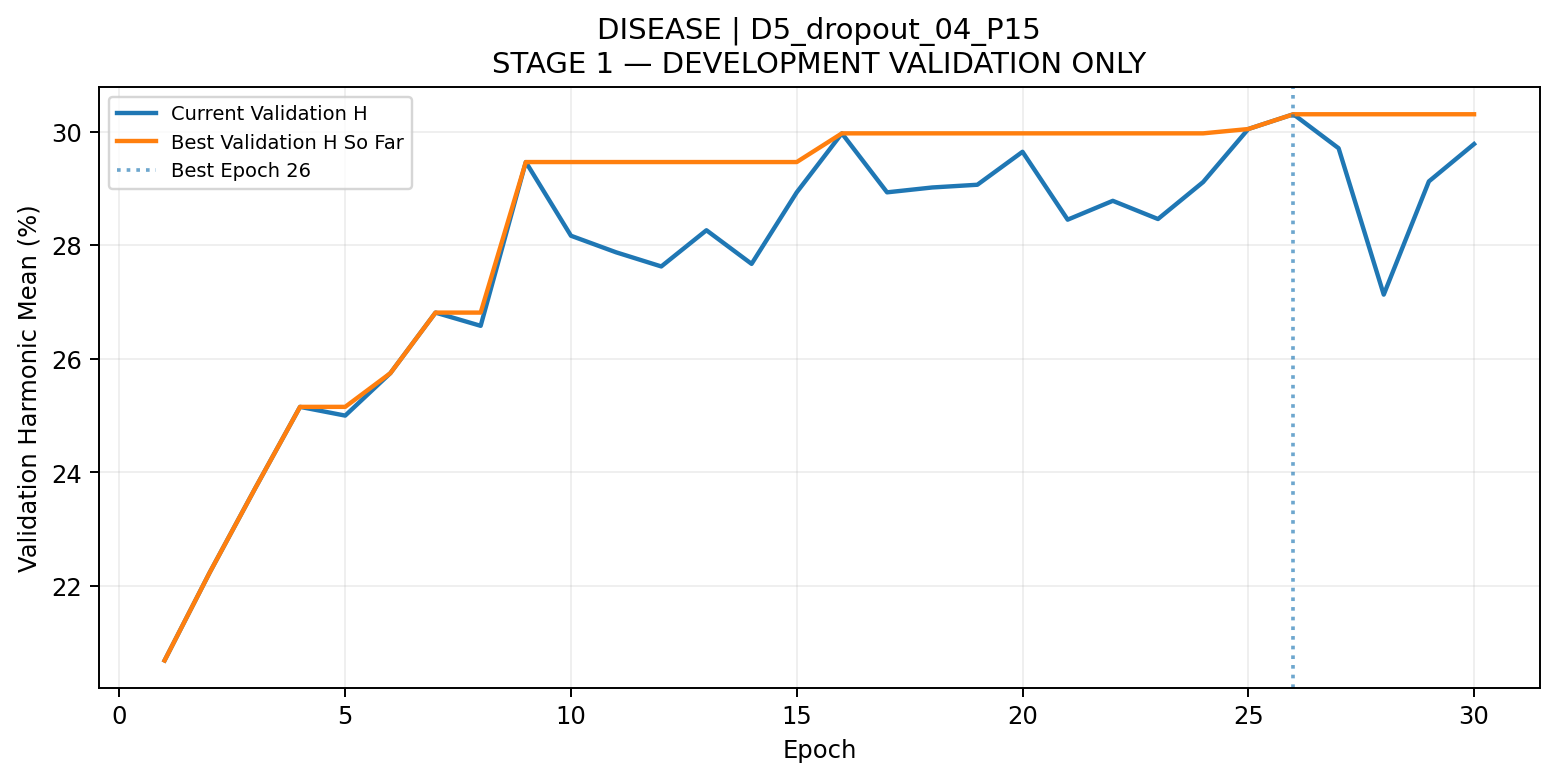 DISEASE | D5_dropout_04_P15
STAGE 1 — DEVELOPMENT VALIDATION ONLY
Current Validation H
Best Validation H So Far
Best Epoch 26
Validation Harmonic Mean (%)
30
28
26
24
22
0
5
10
15
20
25
30
Epoch